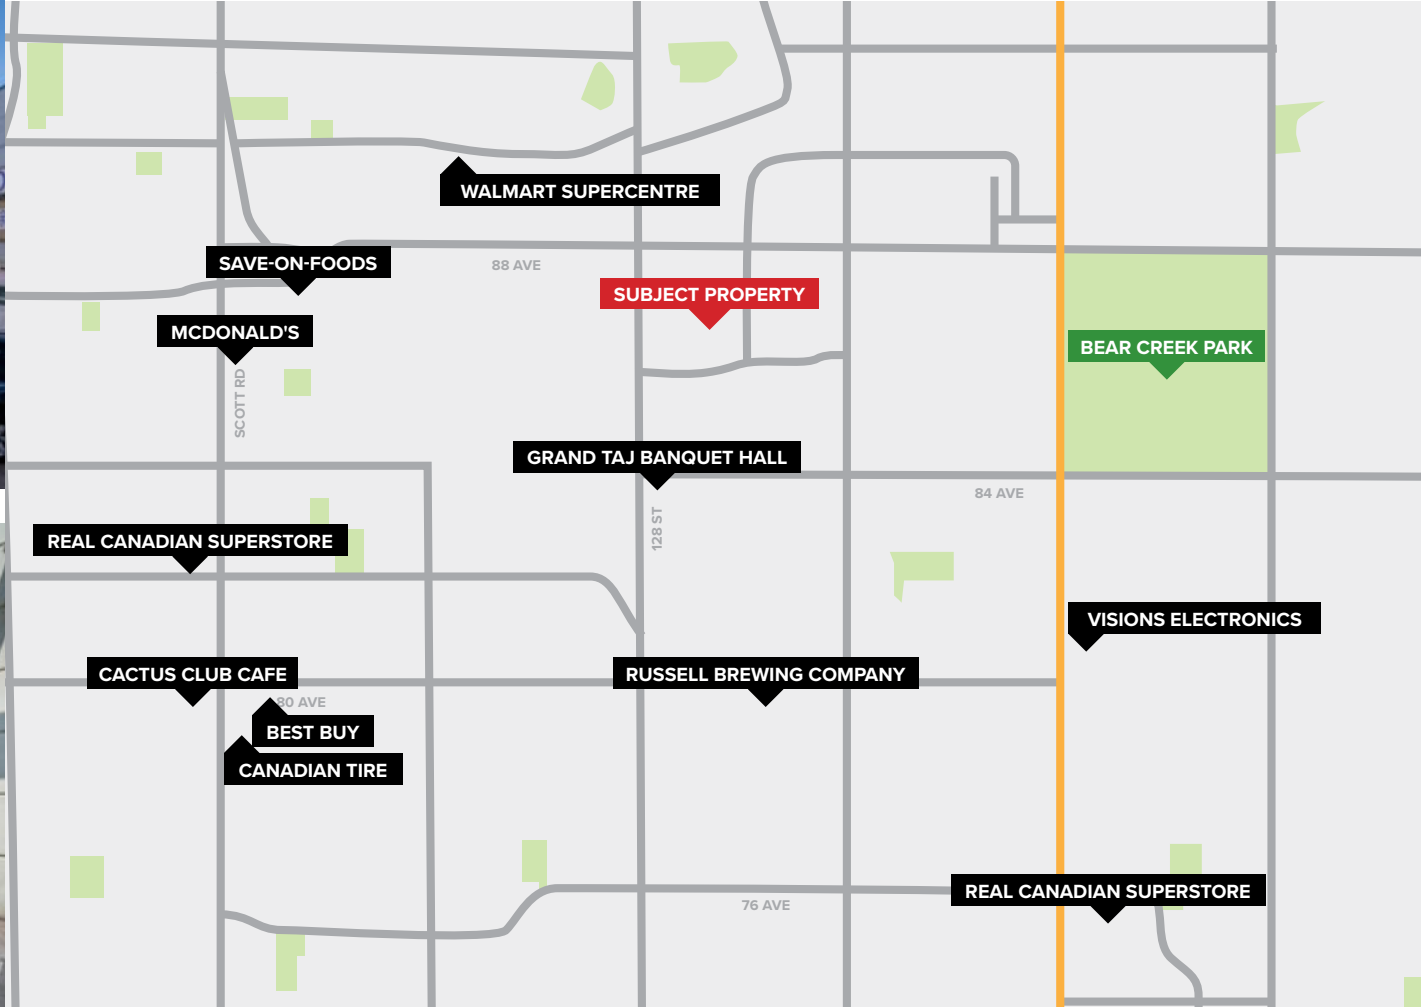 WALMART SUPERCENTRE
SAVE-ON-FOODS
88 AVE
SUBJECT PROPERTY
MCDONALD'S
BEAR CREEK PARK
SCOTT RD
GRAND TAJ BANQUET HALL
84 AVE
128 ST
REAL CANADIAN SUPERSTORE
VISIONS ELECTRONICS
CACTUS CLUB CAFE
RUSSELL BREWING COMPANY
80 AVE
BEST BUY
CANADIAN TIRE
REAL CANADIAN SUPERSTORE
76 AVE